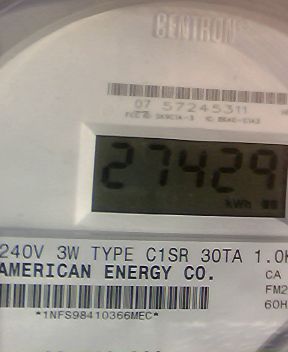 CENTRON
07 57245311
27429
kWh
240V 3W TYPE C1SR 30TA 1.0K
AMERICAN ENERGY CO.
CA
FM2
60H
*1NFS98410366MEC*